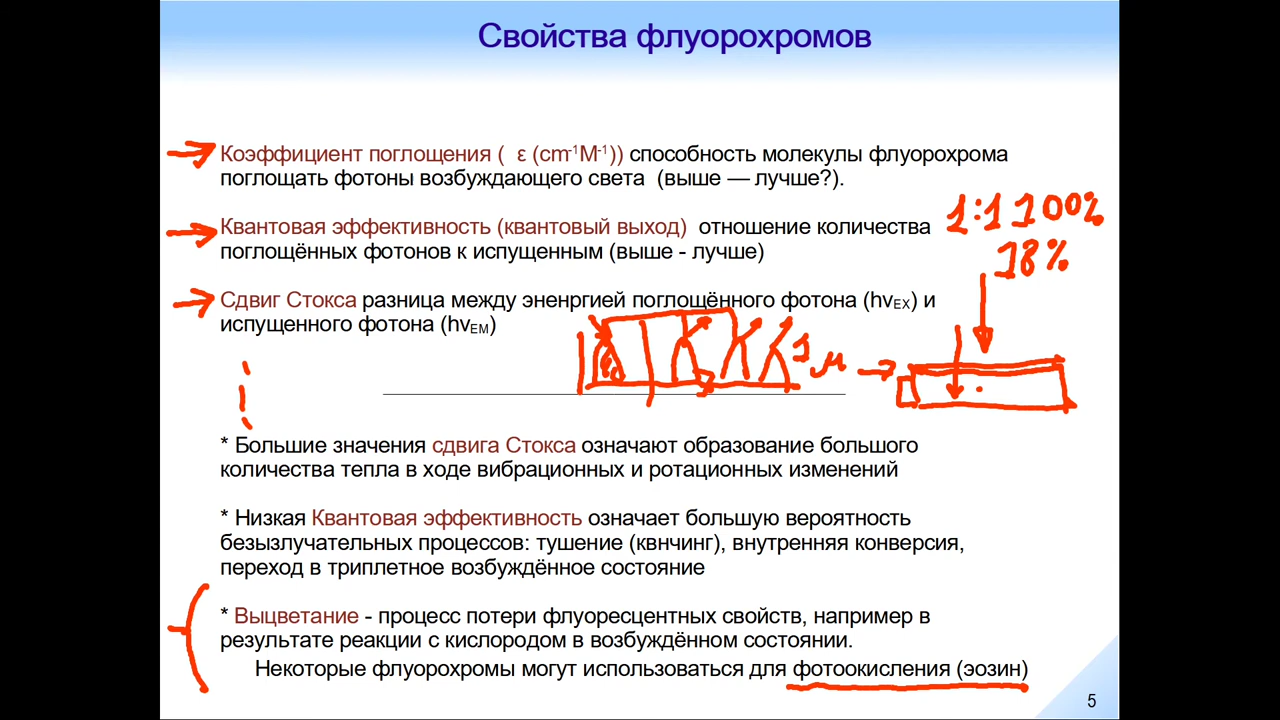 Свойства флуорохромов
Коэффициент поглощения ( ε (cm⁻¹M⁻¹)) способность молекулы флуорохрома
поглощать фотоны возбуждающего света (выше — лучше?).
Квантовая эффективность (квантовый выход) отношение количества
поглощённых фотонов к испущенным (выше - лучше)
1:1 100%
18%
Сдвиг Стокса разница между эненргией поглощённого фотона (hvEX) и
испущенного фотона (hvEM)
1 м
* Большие значения сдвига Стокса означают образование большого
количества тепла в ходе вибрационных и ротационных изменений
* Низкая Квантовая эффективность означает большую вероятность
безызлучательных процессов: тушение (квнчинг), внутренняя конверсия,
переход в триплетное возбуждённое состояние
* Выцветание - процесс потери флуоресцентных свойств, например в
результате реакции с кислородом в возбуждённом состоянии.
Некоторые флуорохромы могут использоваться для фотоокисления (эозин)
5